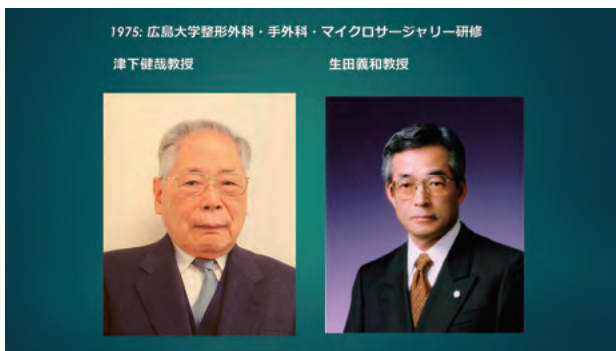 1975: 広島大学整形外科・手外科・マイクロサージャリー研修
津下健哉教授
生田義和教授